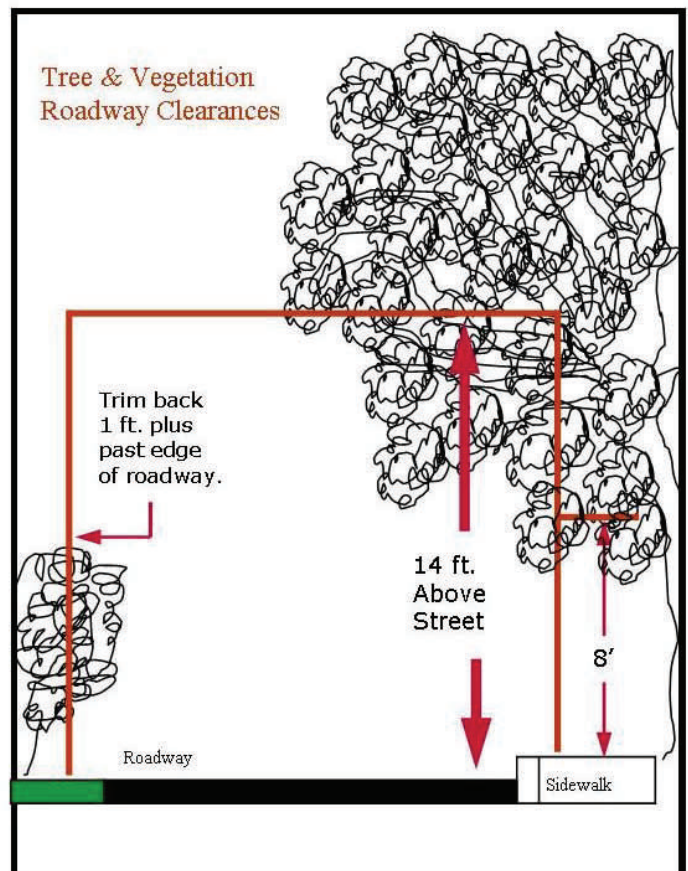 Tree & Vegetation
Roadway Clearances
Trim back
1 ft. plus
past edge
of roadway.
14 ft.
Above
Street
8'
Roadway
Sidewalk